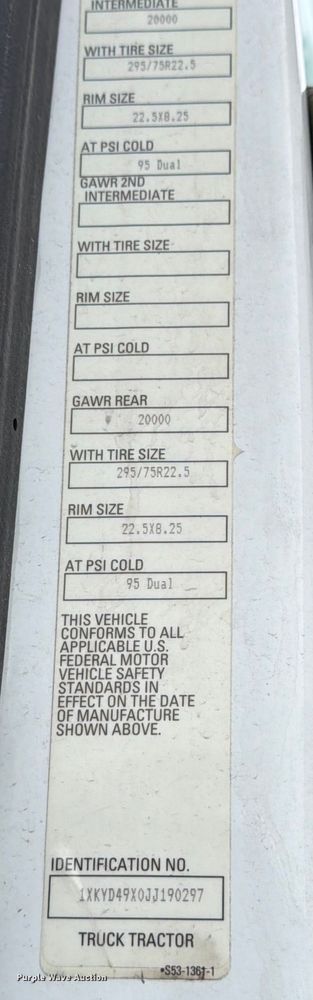 INTERMEDIATE
20000
WITH TIRE SIZE
295/75R22.5
RIM SIZE
22.5X8.25
AT PSI COLD
95 Dual
GAWR 2ND
INTERMEDIATE
WITH TIRE SIZE
RIM SIZE
AT PSI COLD
GAWR REAR
20000
WITH TIRE SIZE
295/75R22.5
RIM SIZE
22.5X8.25
AT PSI COLD
95 Dual
THIS VEHICLE
CONFORMS TO ALL
APPLICABLE U.S.
FEDERAL MOTOR
VEHICLE SAFETY
STANDARDS IN
EFFECT ON THE DATE
OF MANUFACTURE
SHOWN ABOVE.
IDENTIFICATION NO.
1XKYD49X0JJ190297
TRUCK TRACTOR
•S53-1361-1
Purple Wave Auction